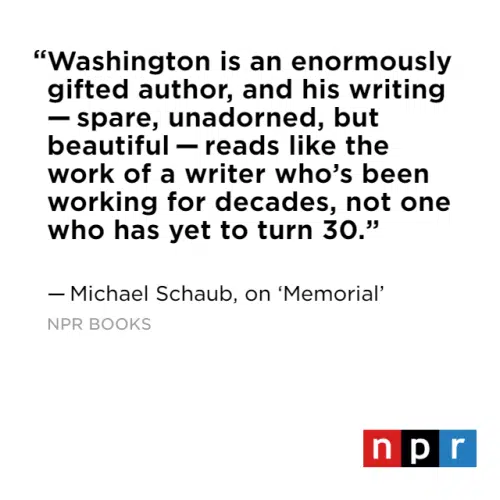 “Washington is an enormously
gifted author, and his writing
— spare, unadorned, but
beautiful — reads like the
work of a writer who’s been
working for decades, not one
who has yet to turn 30.”
— Michael Schaub, on ‘Memorial’
NPR BOOKS
n p r